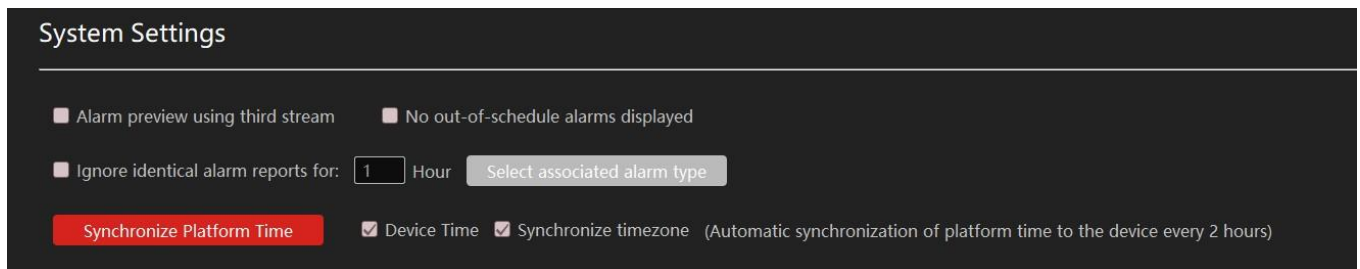 System Settings
Alarm preview using third stream No out-of-schedule alarms displayed
Ignore identical alarm reports for: 1 Hour Select associated alarm type
Synchronize Platform Time Device Time Synchronize timezone (Automatic synchronization of platform time to the device every 2 hours)